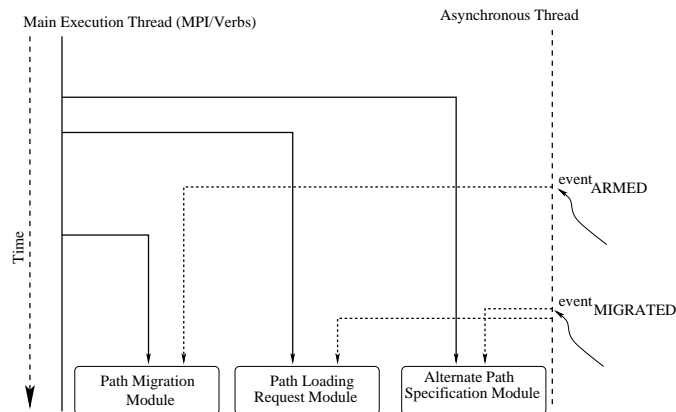 Main Execution Thread (MPI/Verbs)
Asynchronous Thread
event ARMED
Time
event MIGRATED
Path Migration
Module
Path Loading
Request Module
Alternate Path
Specification Module